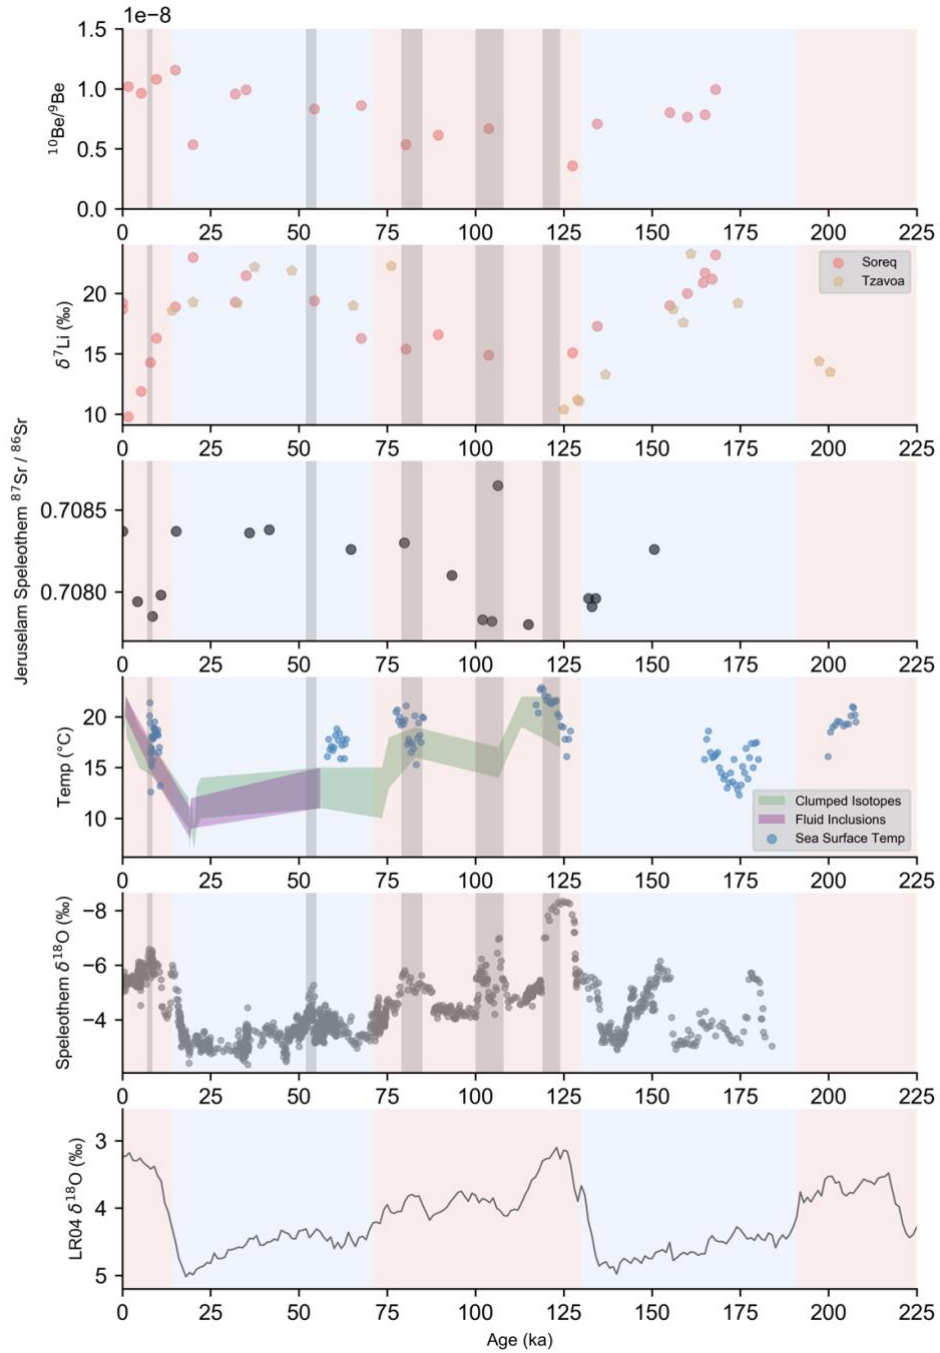 1e−8
1.5
1.0
0.5
0.0
10Be/9Be
0 25 50 75 100 125 150 175 200 225
Soreq
Tzavoa
20
15
10
δ7Li (‰)
0 25 50 75 100 125 150 175 200 225
0.7085
0.7080
Jeruselam Speleothem 87Sr / 86Sr
0 25 50 75 100 125 150 175 200 225
20
15
10
Temp (°C)
Clumped Isotopes
Fluid Inclusions
Sea Surface Temp
0 25 50 75 100 125 150 175 200 225
−8
−6
−4
Speleothem δ18O (‰)
0 25 50 75 100 125 150 175 200 225
3
4
5
LR04 δ18O (‰)
0 25 50 75 100 125 150 175 200 225
Age (ka)